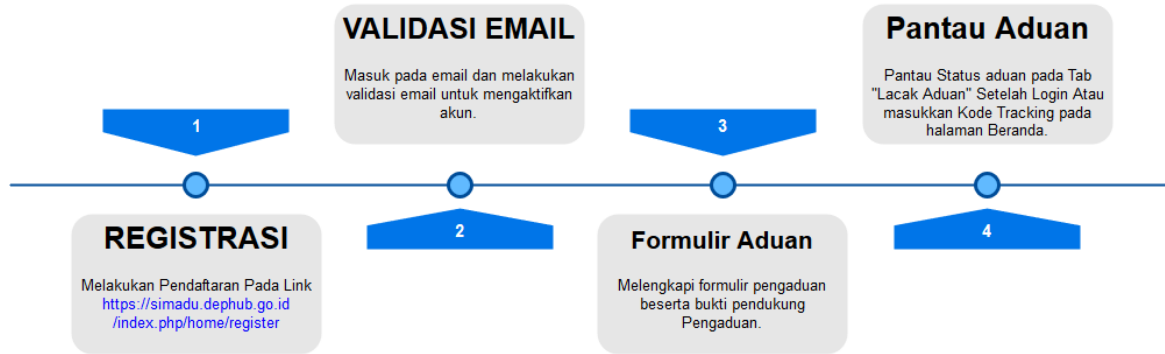 1
REGISTRASI
Melakukan Pendaftaran Pada Link
https://simadu.dephub.go.id
/index.php/home/register
VALIDASI EMAIL
Masuk pada email dan melakukan
validasi email untuk mengaktifkan
akun.
2
3
Formulir Aduan
Melengkapi formulir pengaduan
beserta bukti pendukung
Pengaduan.
Pantau Aduan
Pantau Status aduan pada Tab
"Lacak Aduan" Setelah Login Atau
masukkan Kode Tracking pada
halaman Beranda.
4